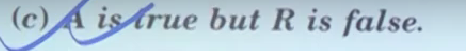 (c) A is true but R is false.